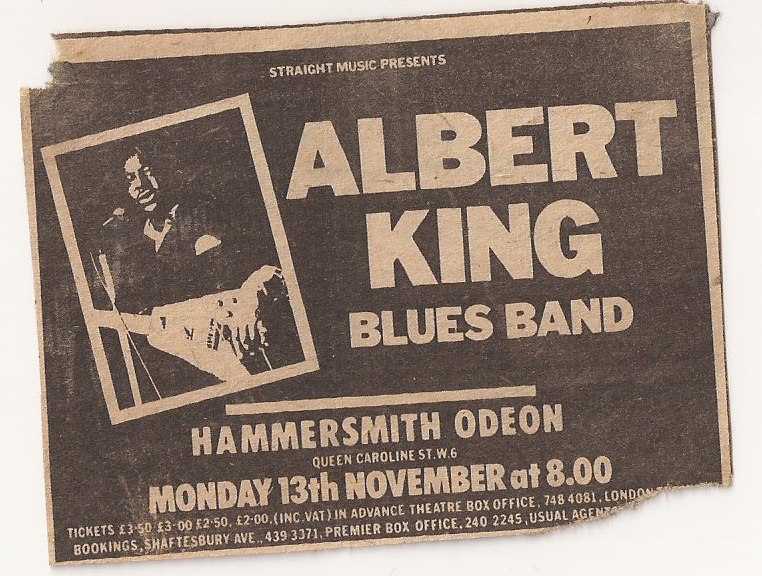 STRAIGHT MUSIC PRESENTS
ALBERT
KING
BLUES BAND
HAMMERSMITH ODEON
QUEEN CAROLINE ST.W.6
MONDAY 13th NOVEMBER at 8.00
TICKETS £3·50 £3·00 £2·50, £2·00,(INC.VAT) IN ADVANCE THEATRE BOX OFFICE, 748 4081, LONDON
BOOKINGS, SHAFTESBURY AVE., 439 3371, PREMIER BOX OFFICE, 240 2245, USUAL